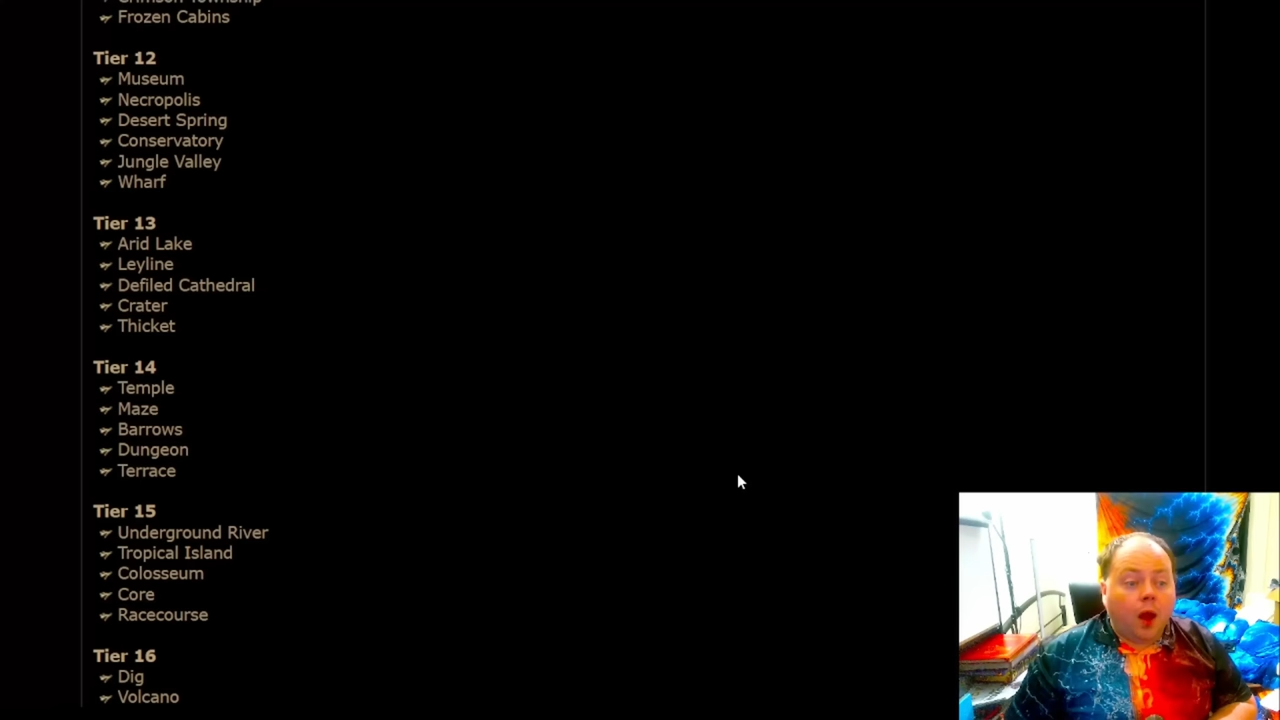 Crimson Township
Frozen Cabins
Tier 12
Museum
Necropolis
Desert Spring
Conservatory
Jungle Valley
Wharf
Tier 13
Arid Lake
Leyline
Defiled Cathedral
Crater
Thicket
Tier 14
Temple
Maze
Barrows
Dungeon
Terrace
Tier 15
Underground River
Tropical Island
Colosseum
Core
Racecourse
Tier 16
Dig
Volcano